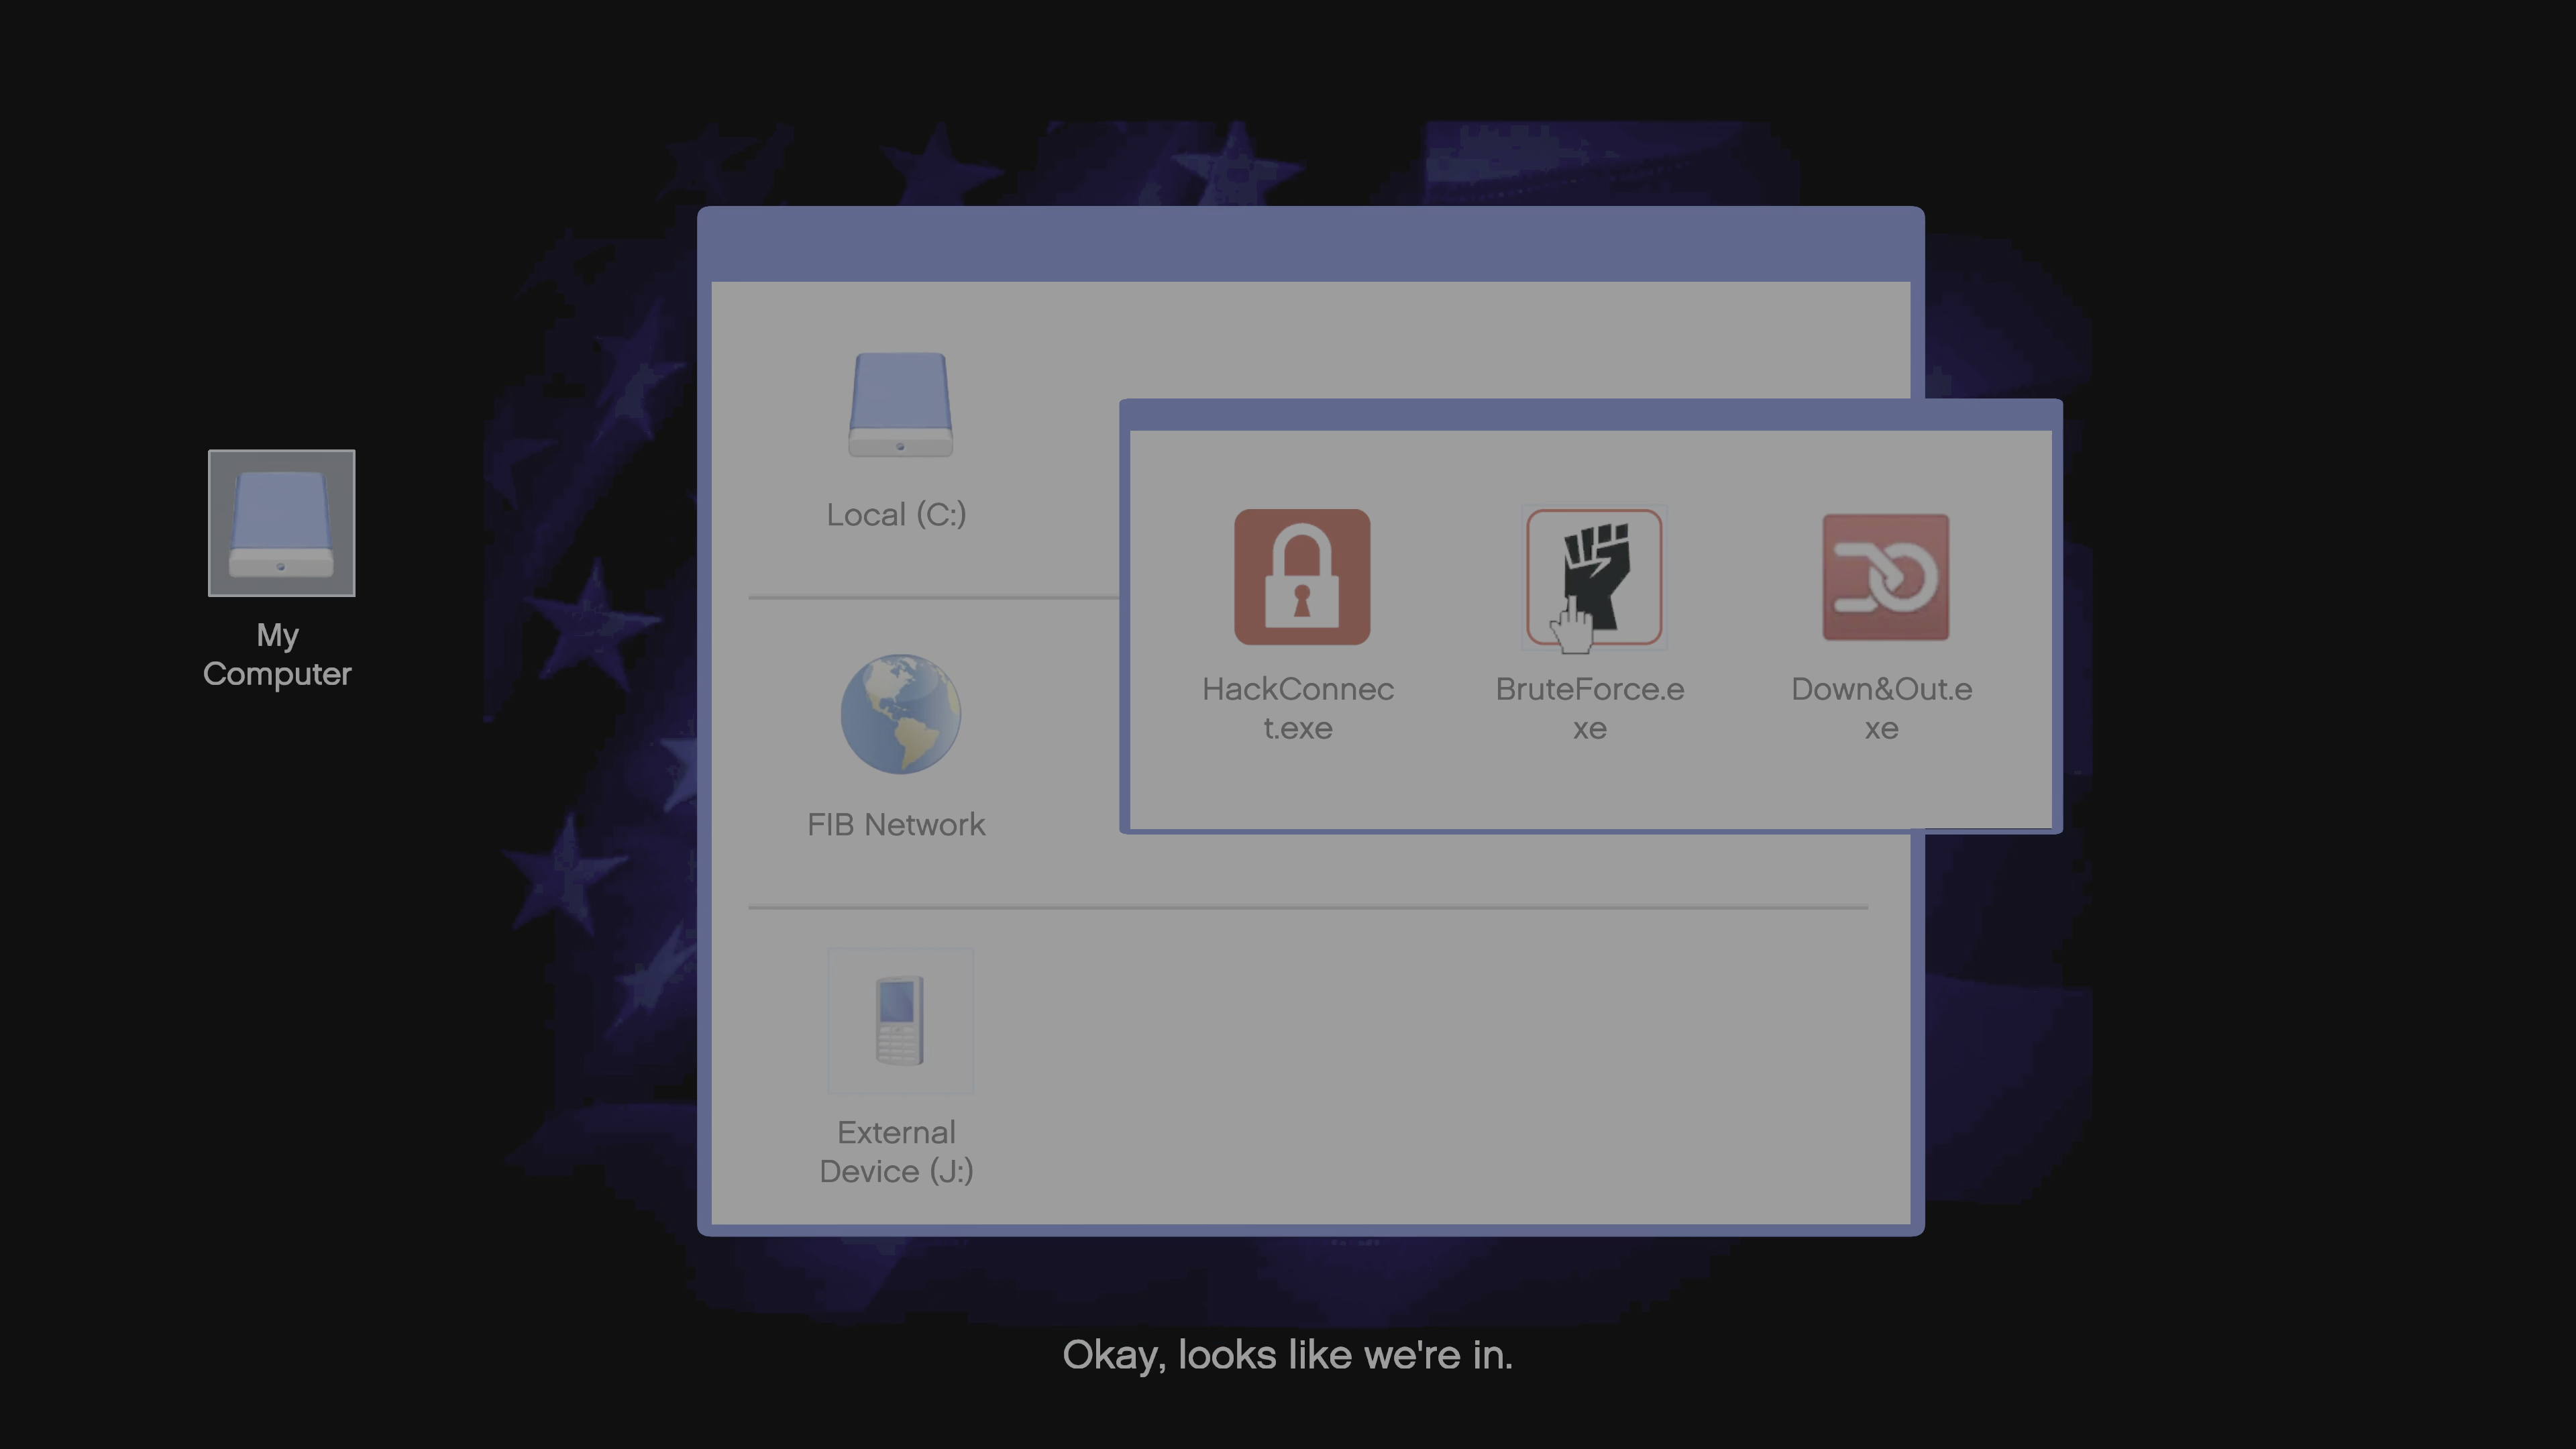 My
Computer
Local (C:)
FIB Network
External
Device (J:)
HackConnec
t.exe
BruteForce.e
xe
Down&Out.e
xe
Okay, looks like we're in.